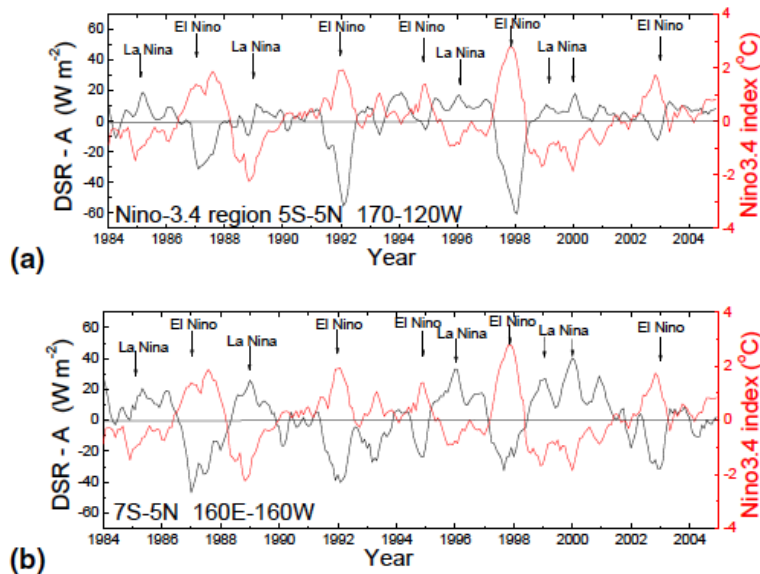 El Nino El Nino El Nino El Nino
La Nina La Nina La Nina La Nina
DSR - A (W m-2)
60
40
20
0
-20
-40
-60
4
2
0
-2
-4
Nino3.4 index (°C)
Nino-3.4 region 5S-5N 170-120W
1984 1986 1988 1990 1992 1994 1996 1998 2000 2002 2004
(a) Year
El Nino El Nino El Nino El Nino El Nino
La Nina La Nina La Nina La Nina
DSR - A (W m-2)
60
40
20
0
-20
-40
-60
4
2
0
-2
-4
Nino3.4 index (°C)
7S-5N 160E-160W
1984 1986 1988 1990 1992 1994 1996 1998 2000 2002 2004
(b) Year